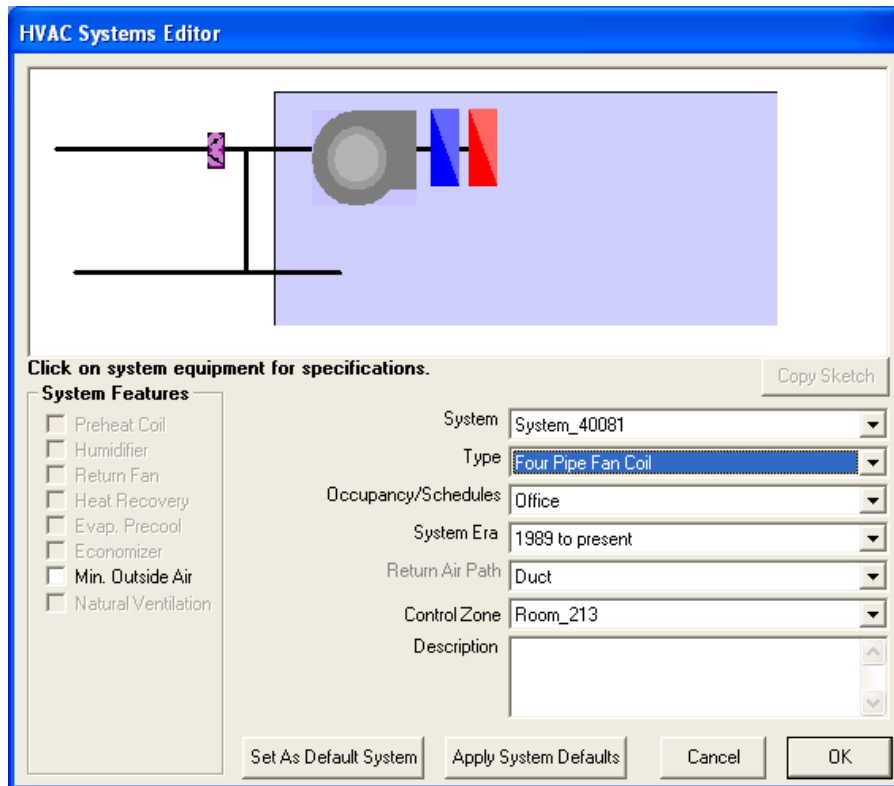 HVAC Systems Editor
Click on system equipment for specifications.
Copy Sketch
System Features
Preheat Coil
Humidifier
Return Fan
Heat Recovery
Evap. Precool
Economizer
Min. Outside Air
Natural Ventilation
System System_40081
Type Four Pipe Fan Coil
Occupancy/Schedules Office
System Era 1989 to present
Return Air Path Duct
Control Zone Room_213
Description
Set As Default System Apply System Defaults Cancel OK